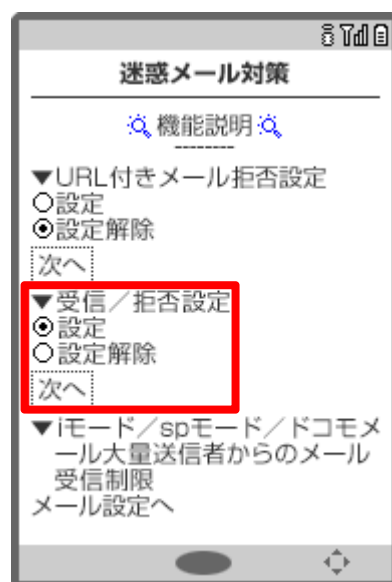 迷惑メール対策
機能説明
▼URL付きメール拒否設定
○設定
◉設定解除
次へ
▼受信／拒否設定
◉設定
○設定解除
次へ
▼iモード／spモード／ドコモメ
ール大量送信者からのメール
受信制限
メール設定へ